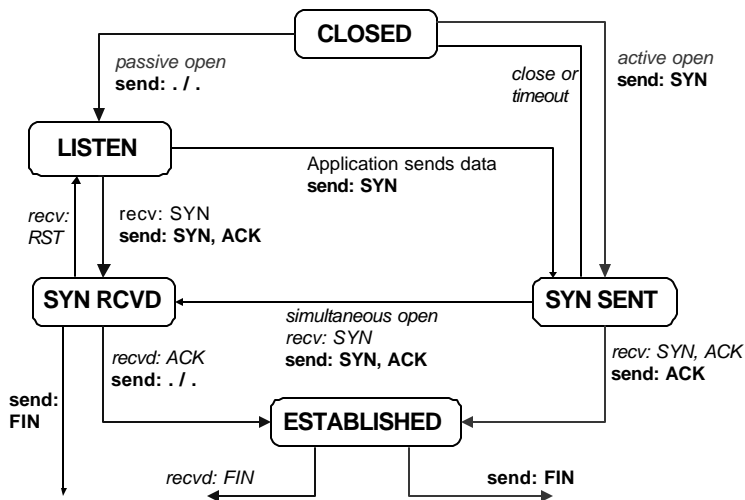 CLOSED
passive open
send: . / .
close or
timeout
active open
send: SYN
LISTEN
Application sends data
send: SYN
recv:
RST
recv: SYN
send: SYN, ACK
SYN RCVD
SYN SENT
simultaneous open
recv: SYN
send: SYN, ACK
recvd: ACK
send: . / .
recv: SYN, ACK
send: ACK
send:
FIN
ESTABLISHED
recvd: FIN
send: FIN